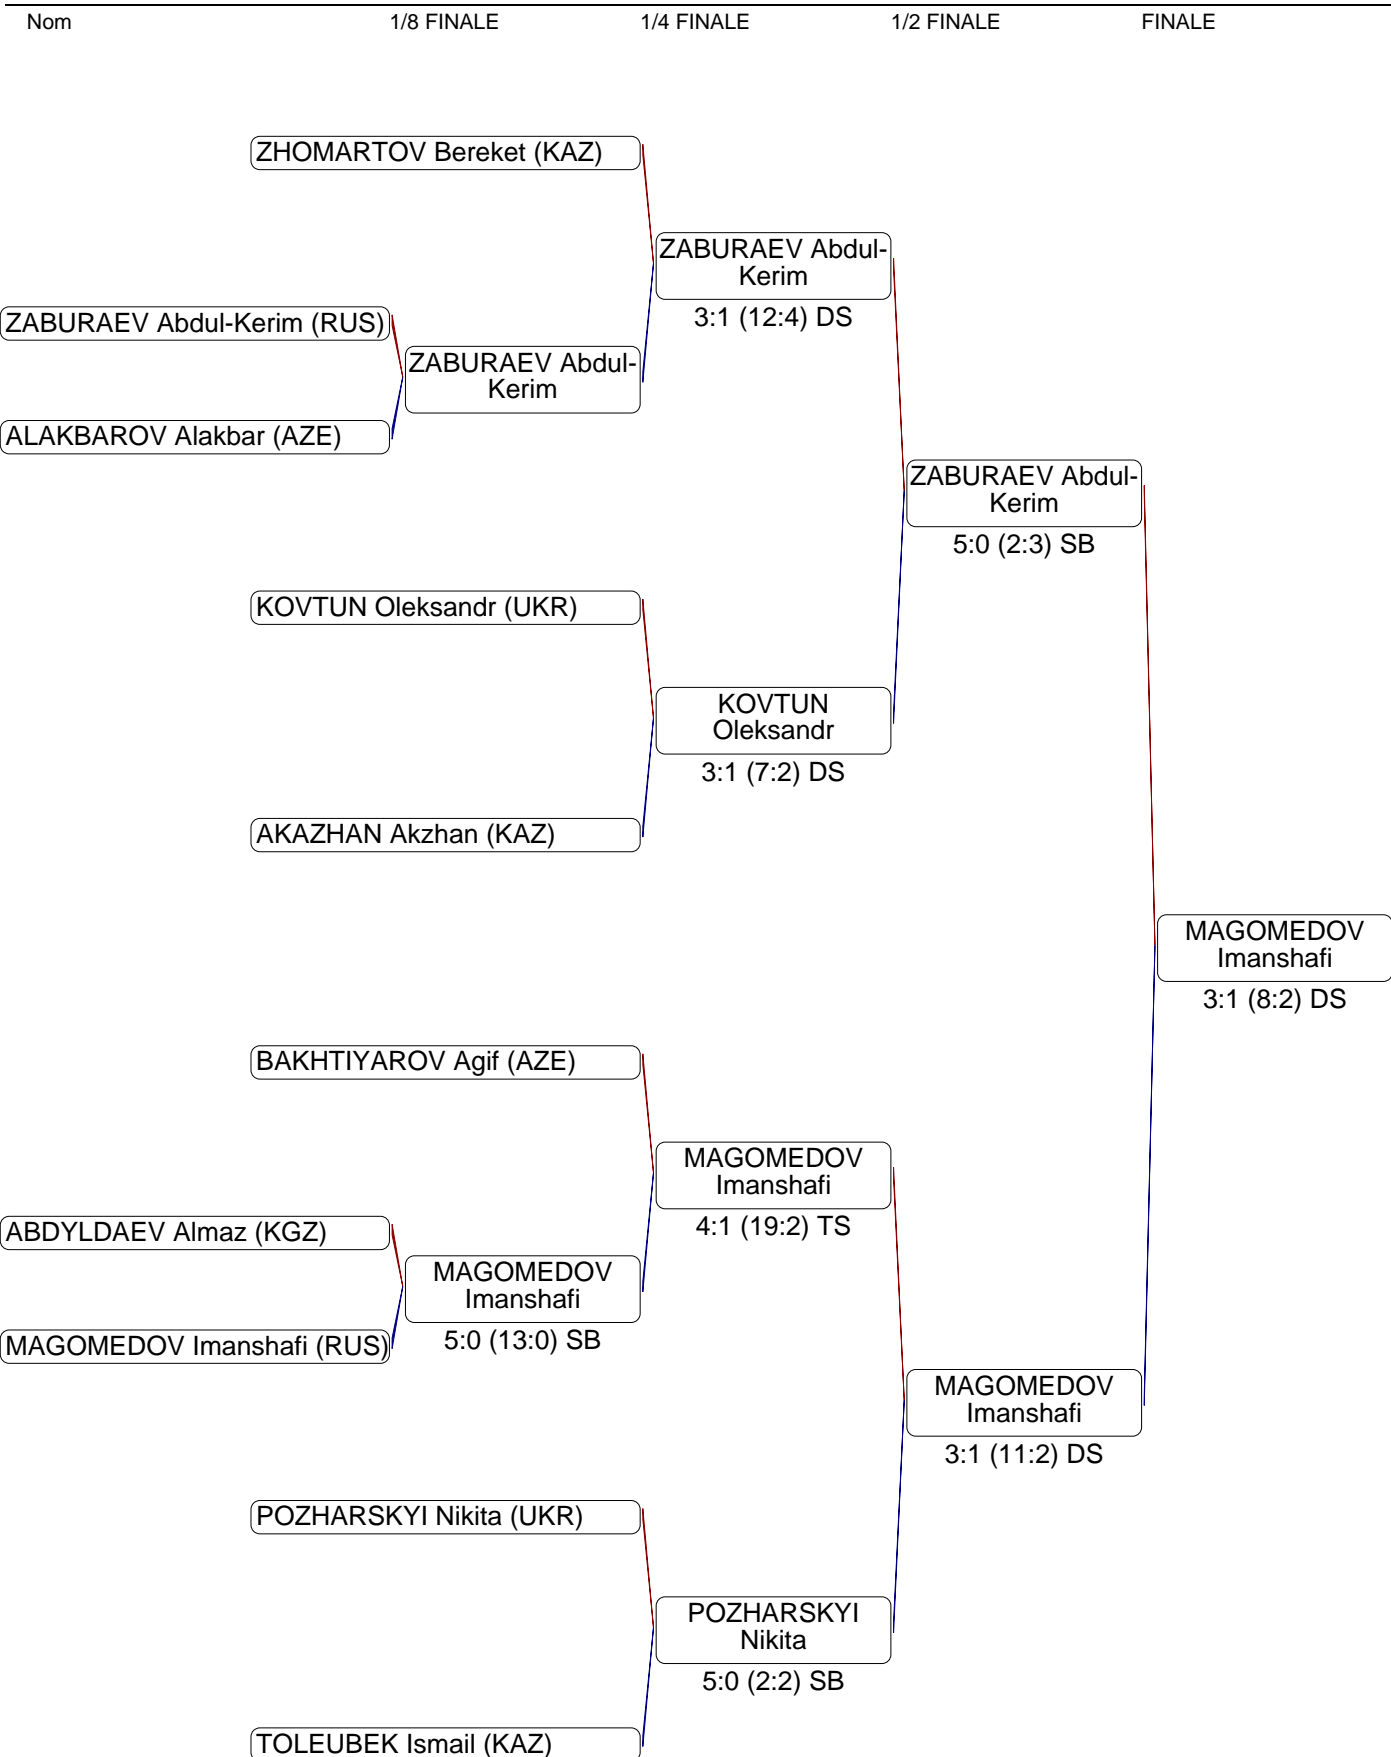 Nom 1/8 FINALE 1/4 FINALE 1/2 FINALE FINALE
ZHOMARTOV Bereket (KAZ)
ZABURAEV Abdul-
Kerim
3:1 (12:4) DS
ZABURAEV Abdul-Kerim (RUS)
ZABURAEV Abdul-
Kerim
ALAKBAROV Alakbar (AZE)
ZABURAEV Abdul-
Kerim
5:0 (2:3) SB
KOVTUN Oleksandr (UKR)
KOVTUN
Oleksandr
3:1 (7:2) DS
AKAZHAN Akzhan (KAZ)
MAGOMEDOV
Imanshafi
3:1 (8:2) DS
BAKHTIYAROV Agif (AZE)
MAGOMEDOV
Imanshafi
4:1 (19:2) TS
ABDYLDAEV Almaz (KGZ)
MAGOMEDOV
Imanshafi
5:0 (13:0) SB
MAGOMEDOV Imanshafi (RUS)
MAGOMEDOV
Imanshafi
3:1 (11:2) DS
POZHARSKYI Nikita (UKR)
POZHARSKYI
Nikita
5:0 (2:2) SB
TOLEUBEK Ismail (KAZ)